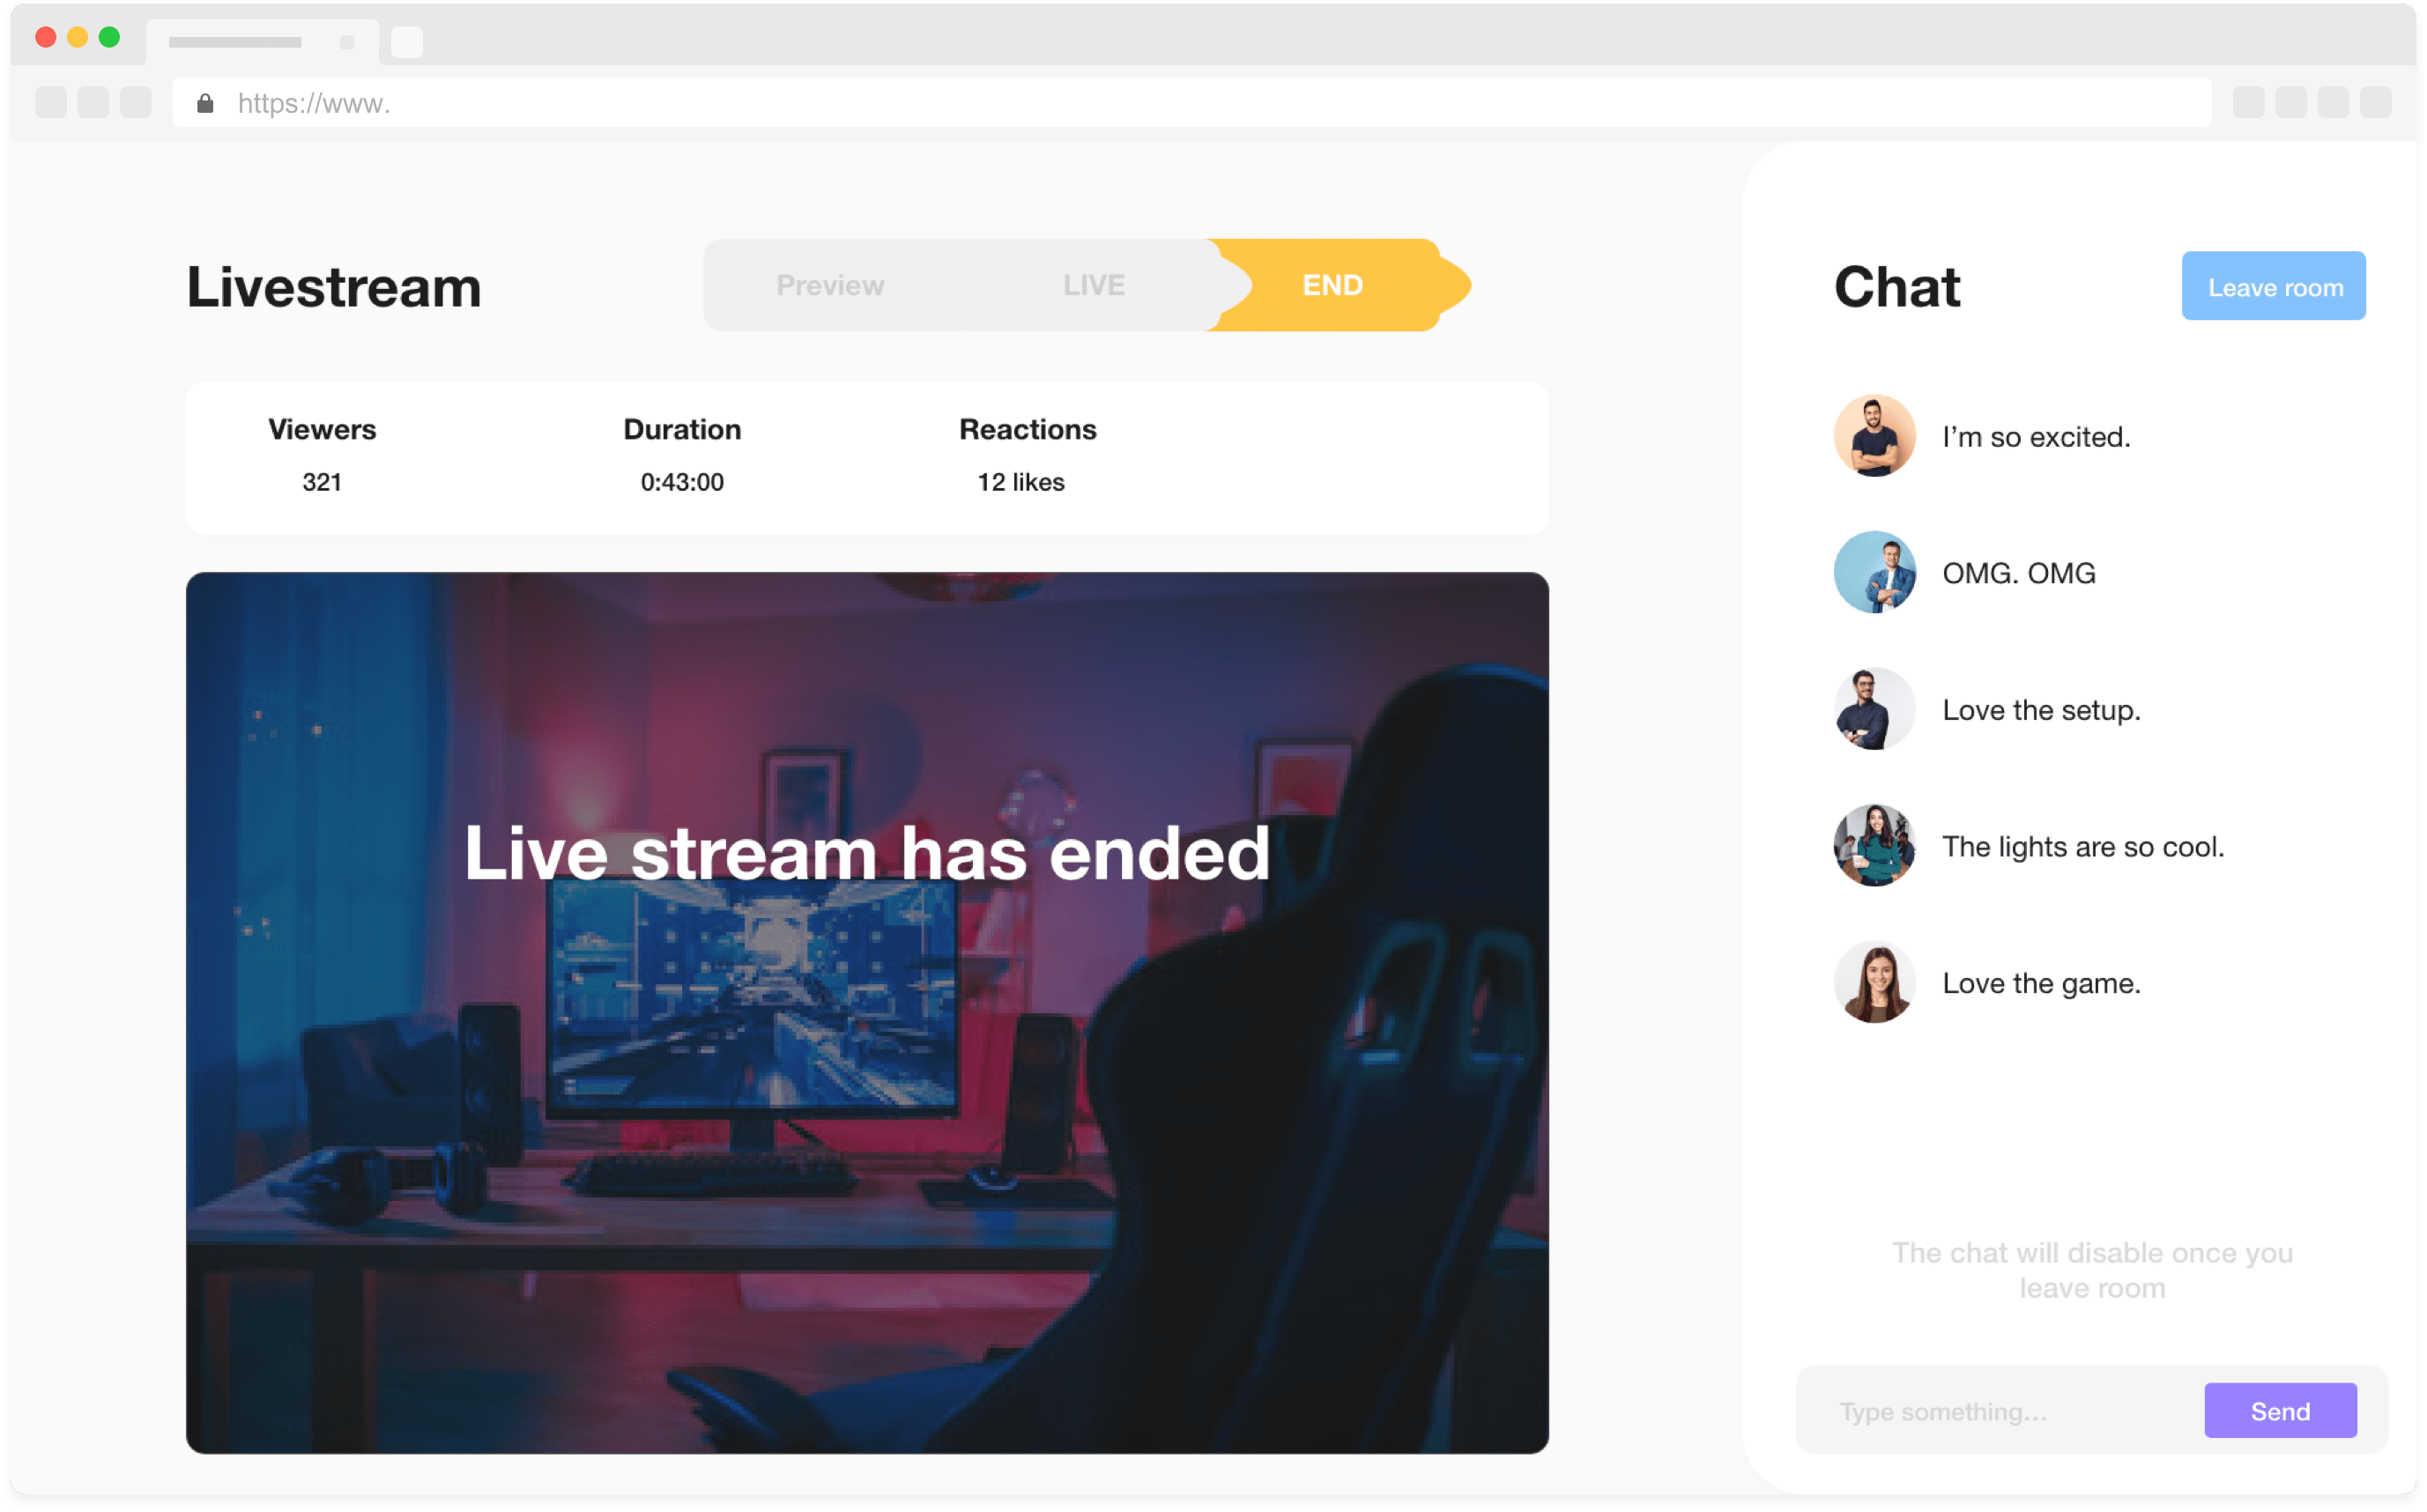 https://www.
Livestream
Preview
LIVE
END
Viewers
Duration
Reactions
321
0:43:00
12 likes
Live stream has ended
Chat
Leave room
I’m so excited.
OMG. OMG
Love the setup.
The lights are so cool.
Love the game.
The chat will disable once you
leave room
Type something...
Send